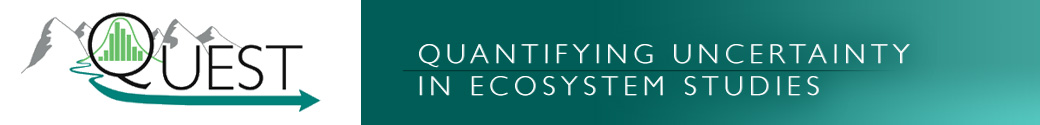 QUEST
QUANTIFYING UNCERTAINTY
IN ECOSYSTEM STUDIES